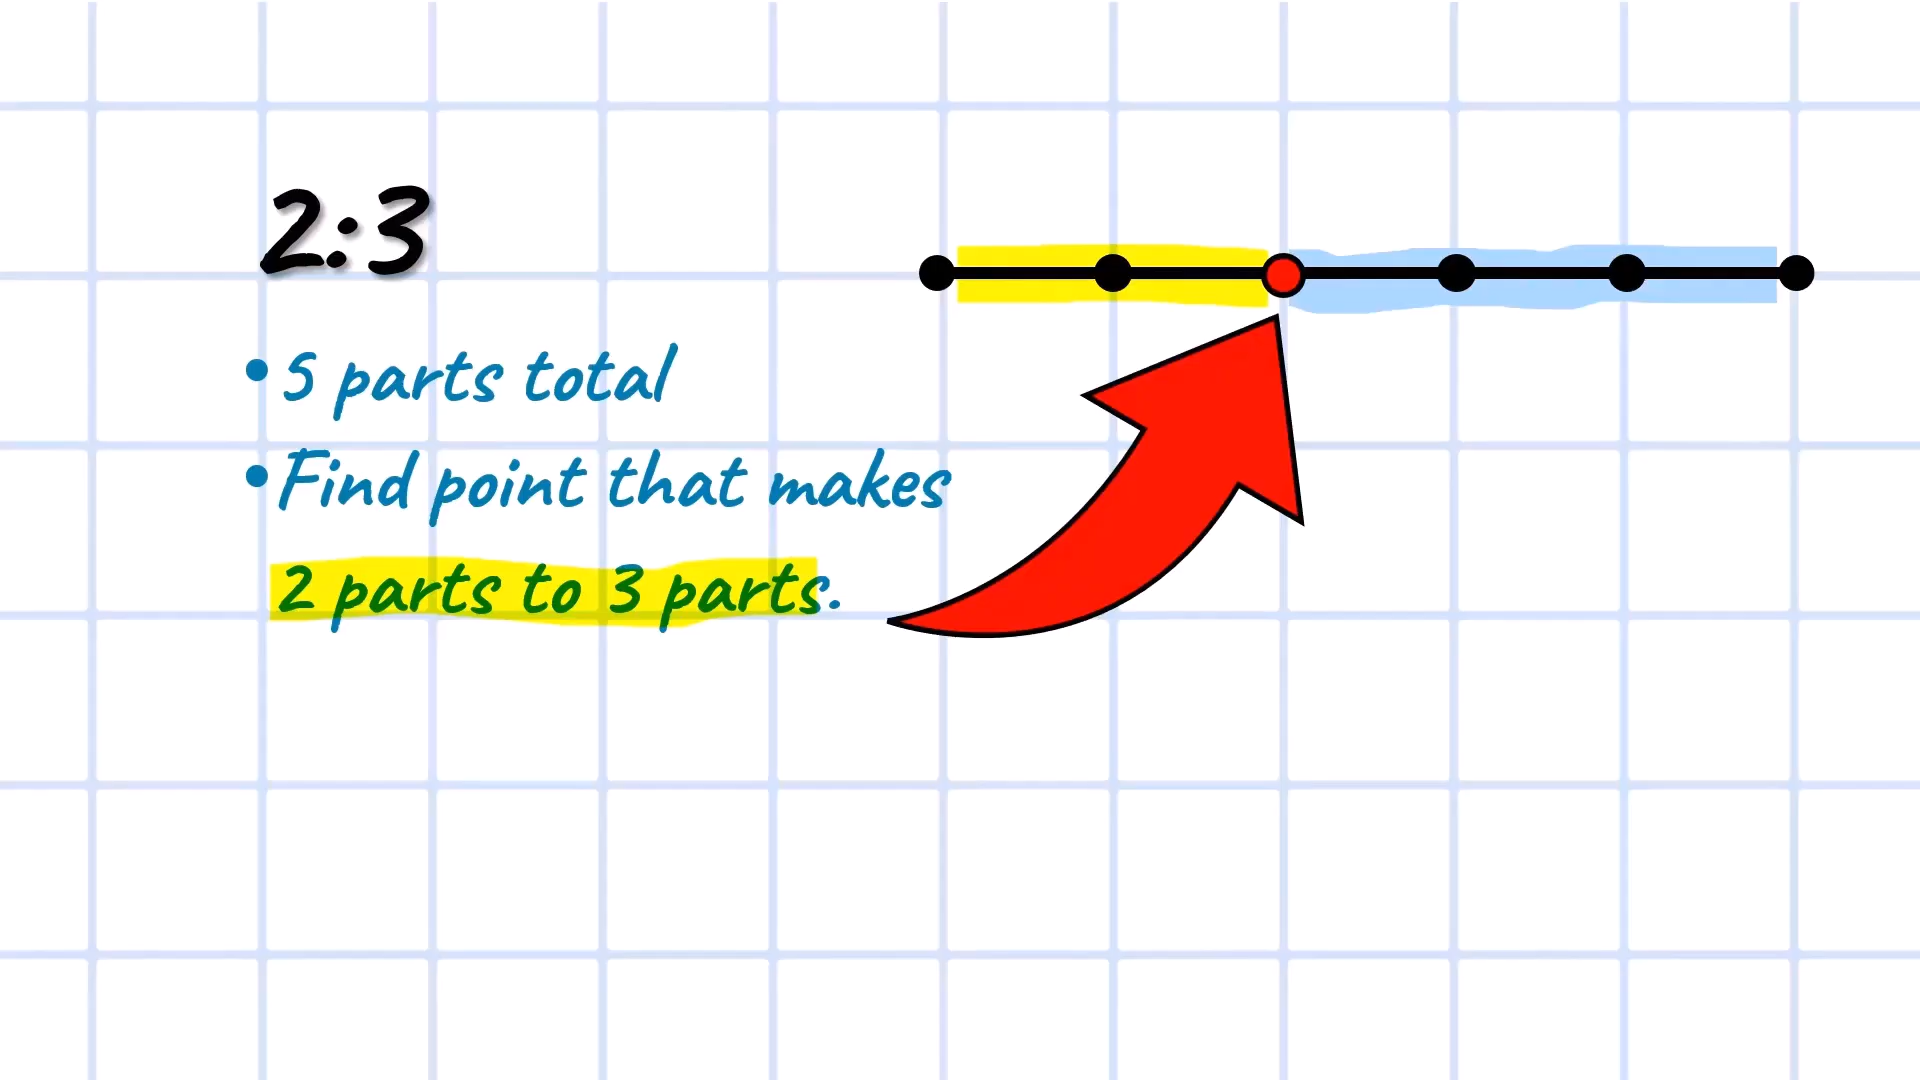 2:3
• 5 parts total
• Find point that makes
2 parts to 3 parts.